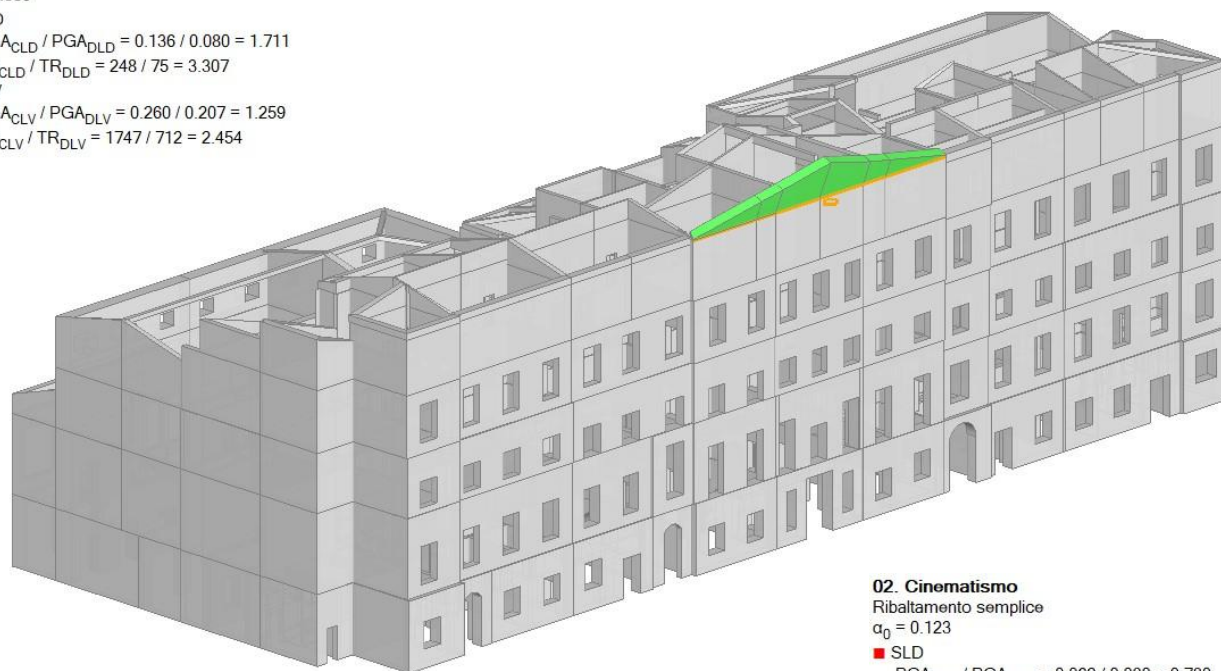 A_CLD / PGA_DLD = 0.136 / 0.080 = 1.711
CLD / TR_DLD = 248 / 75 = 3.307
A_CLV / PGA_DLV = 0.260 / 0.207 = 1.259
CLV / TR_DLV = 1747 / 712 = 2.454
02. Cinematismo
Ribaltamento semplice
α₀ = 0.123
SLD